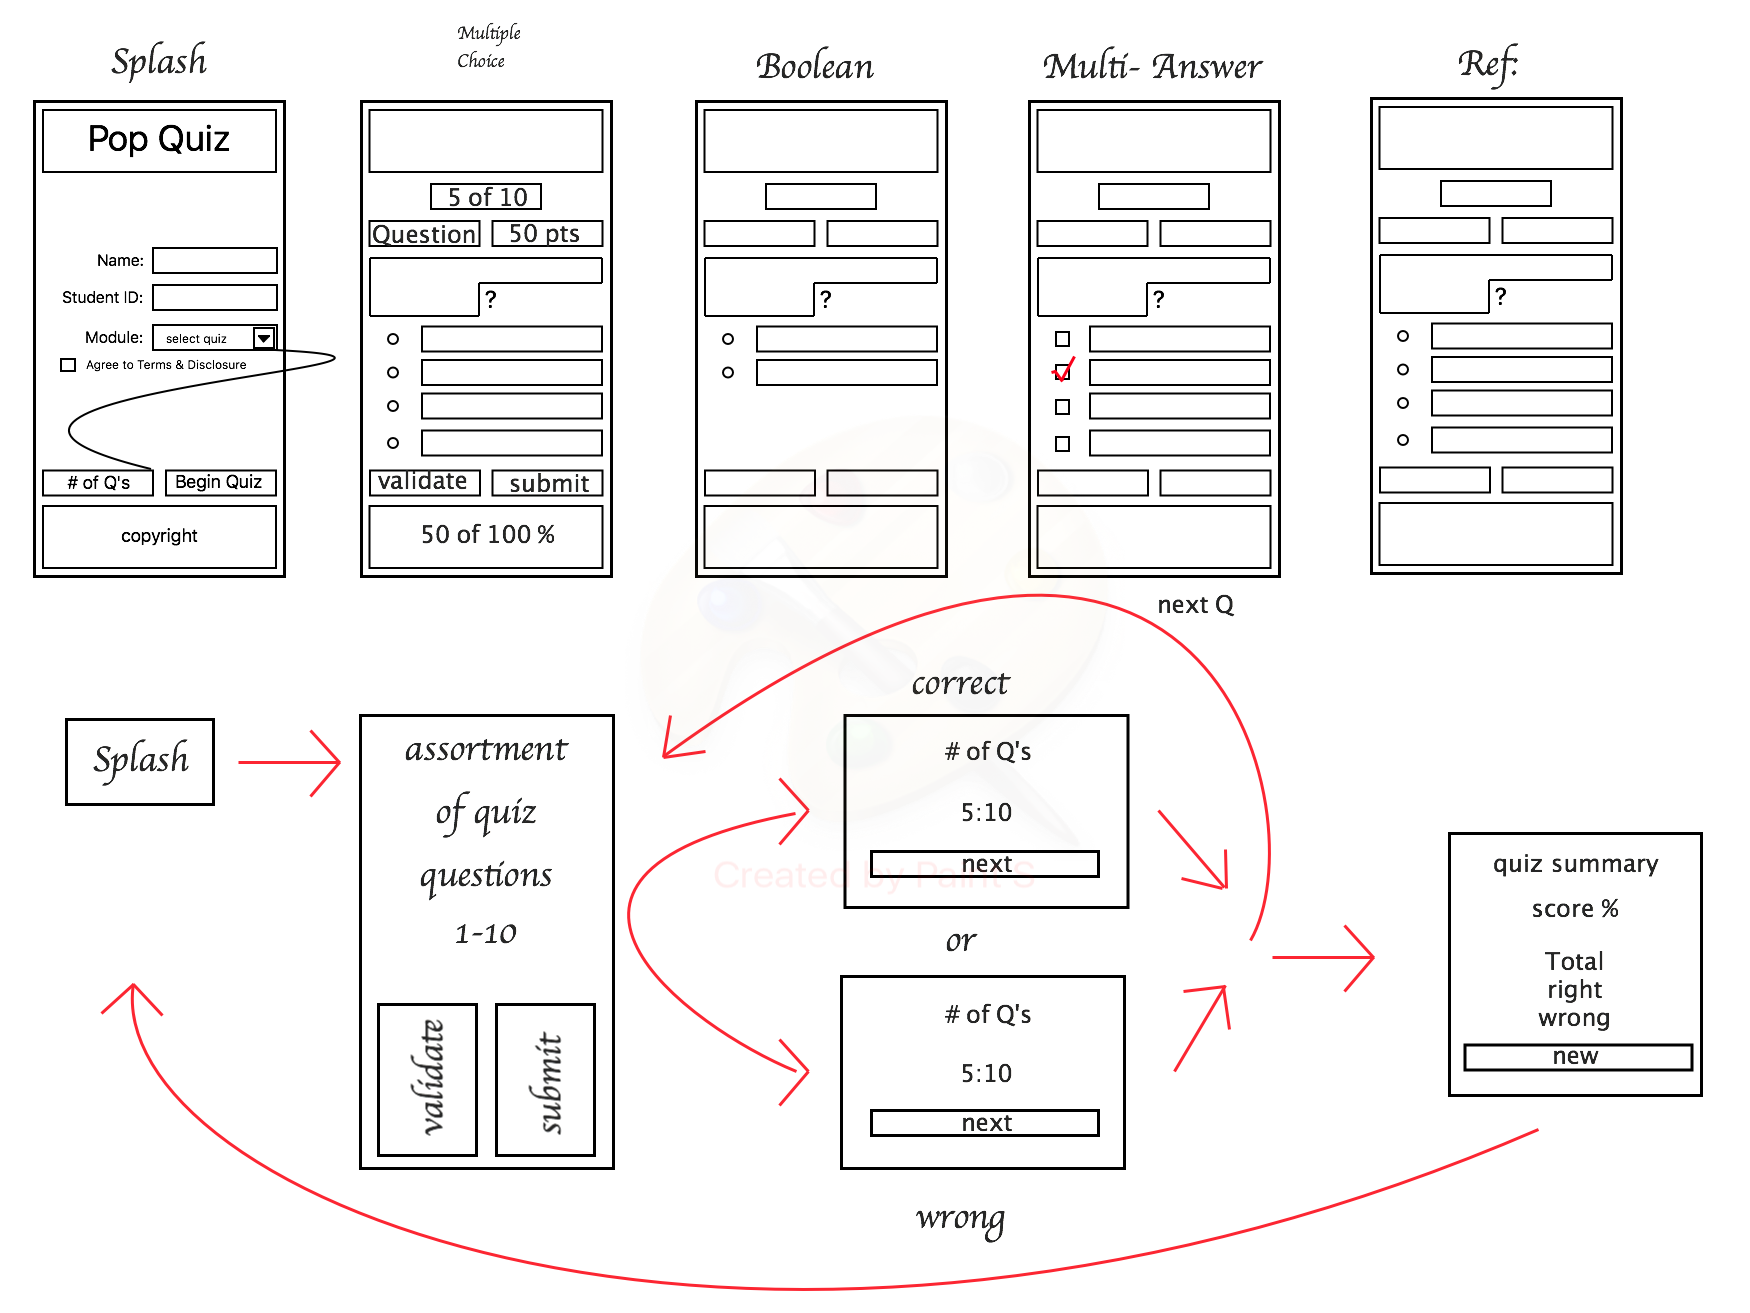 Splash
Multiple
Choice
Boolean
Multi- Answer
Ref:
Pop Quiz
Name:
Student ID:
Module:
select quiz
Agree to Terms & Disclosure
# of Q's
Begin Quiz
copyright
5 of 10
Question
50 pts
?
validate
submit
50 of 100 %
?
?
?
next Q
Splash
assortment
of quiz
questions
1-10
validate
submit
correct
# of Q's
5:10
next
or
# of Q's
5:10
next
wrong
quiz summary
score %
Total
right
wrong
new
Created by Paint S